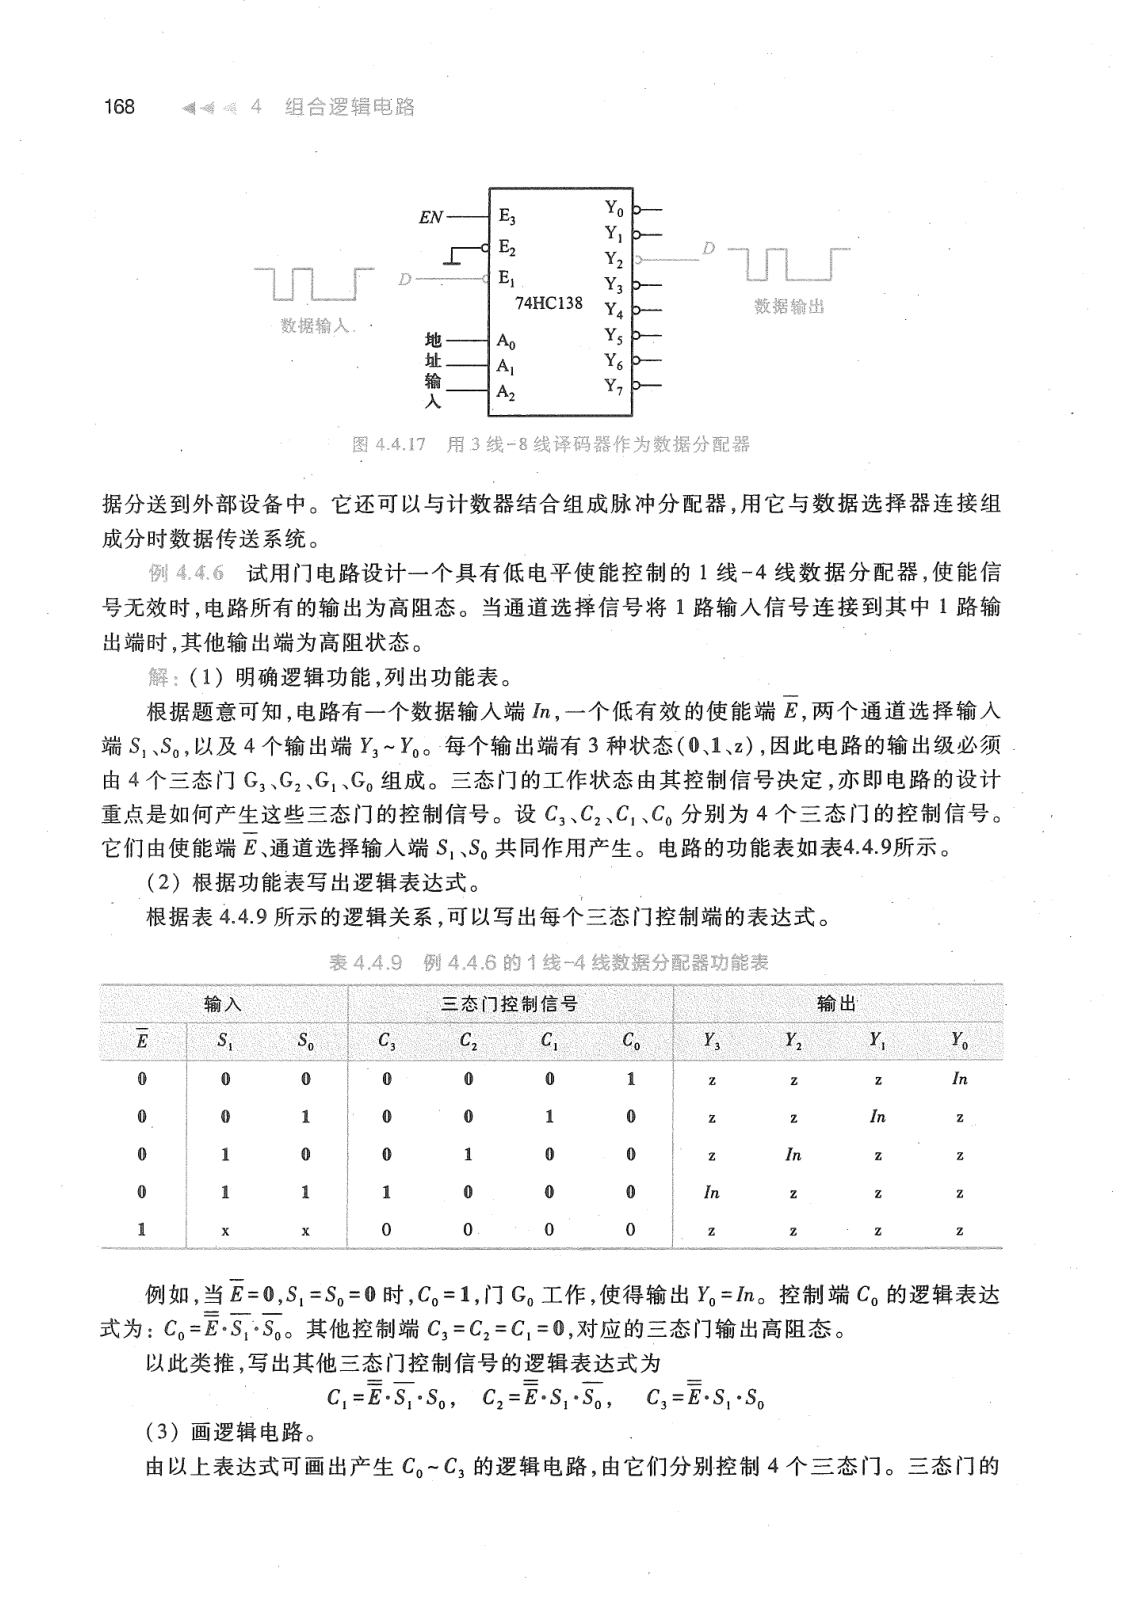 168 4 组合逻辑电路
EN E₃ Y₀
Y₁
E₂ Y₂ D
D E₁ Y₃
74HC138 Y₄
数据输入 数据输出
地 A₀ Y₅
址 A₁ Y₆
输 A₂ Y₇
入
图 4.4.17 用 3 线-8 线译码器作为数据分配器
据分送到外部设备中。它还可以与计数器结合组成脉冲分配器,用它与数据选择器连接组
成分时数据传送系统。
例 4.4.6 试用门电路设计一个具有低电平使能控制的 1 线-4 线数据分配器,使能信
号无效时,电路所有的输出为高阻态。当通道选择信号将 1 路输入信号连接到其中 1 路输
出端时,其他输出端为高阻状态。
解:(1) 明确逻辑功能,列出功能表。
根据题意可知,电路有一个数据输入端 In,一个低有效的使能端 E̅,两个通道选择输入
端 S₁、S₀,以及 4 个输出端 Y₃~Y₀。每个输出端有 3 种状态(0、1、z),因此电路的输出级必须
由 4 个三态门 G₃、G₂、G₁、G₀ 组成。三态门的工作状态由其控制信号决定,亦即电路的设计
重点是如何产生这些三态门的控制信号。设 C₃、C₂、C₁、C₀ 分别为 4 个三态门的控制信号。
它们由使能端 E̅、通道选择输入端 S₁、S₀ 共同作用产生。电路的功能表如表4.4.9所示。
(2) 根据功能表写出逻辑表达式。
根据表 4.4.9 所示的逻辑关系,可以写出每个三态门控制端的表达式。
表 4.4.9 例 4.4.6 的 1 线-4 线数据分配器功能表
输入 三态门控制信号 输出
E̅ S₁ S₀ C₃ C₂ C₁ C₀ Y₃ Y₂ Y₁ Y₀
0 0 0 0 0 0 1 z z z In
0 0 1 0 0 1 0 z z In z
0 1 0 0 1 0 0 z In z z
0 1 1 1 0 0 0 In z z z
1 x x 0 0 0 0 z z z z
例如,当 E̅=0,S₁=S₀=0 时,C₀=1,门 G₀ 工作,使得输出 Y₀=In。控制端 C₀ 的逻辑表达
式为:C₀=E̿·S̅₁·S̅₀。其他控制端 C₃=C₂=C₁=0,对应的三态门输出高阻态。
以此类推,写出其他三态门控制信号的逻辑表达式为
C₁=E̿·S̅₁·S₀, C₂=E̿·S₁·S̅₀, C₃=E̿·S₁·S₀
(3) 画逻辑电路。
由以上表达式可画出产生 C₀~C₃ 的逻辑电路,由它们分别控制 4 个三态门。三态门的